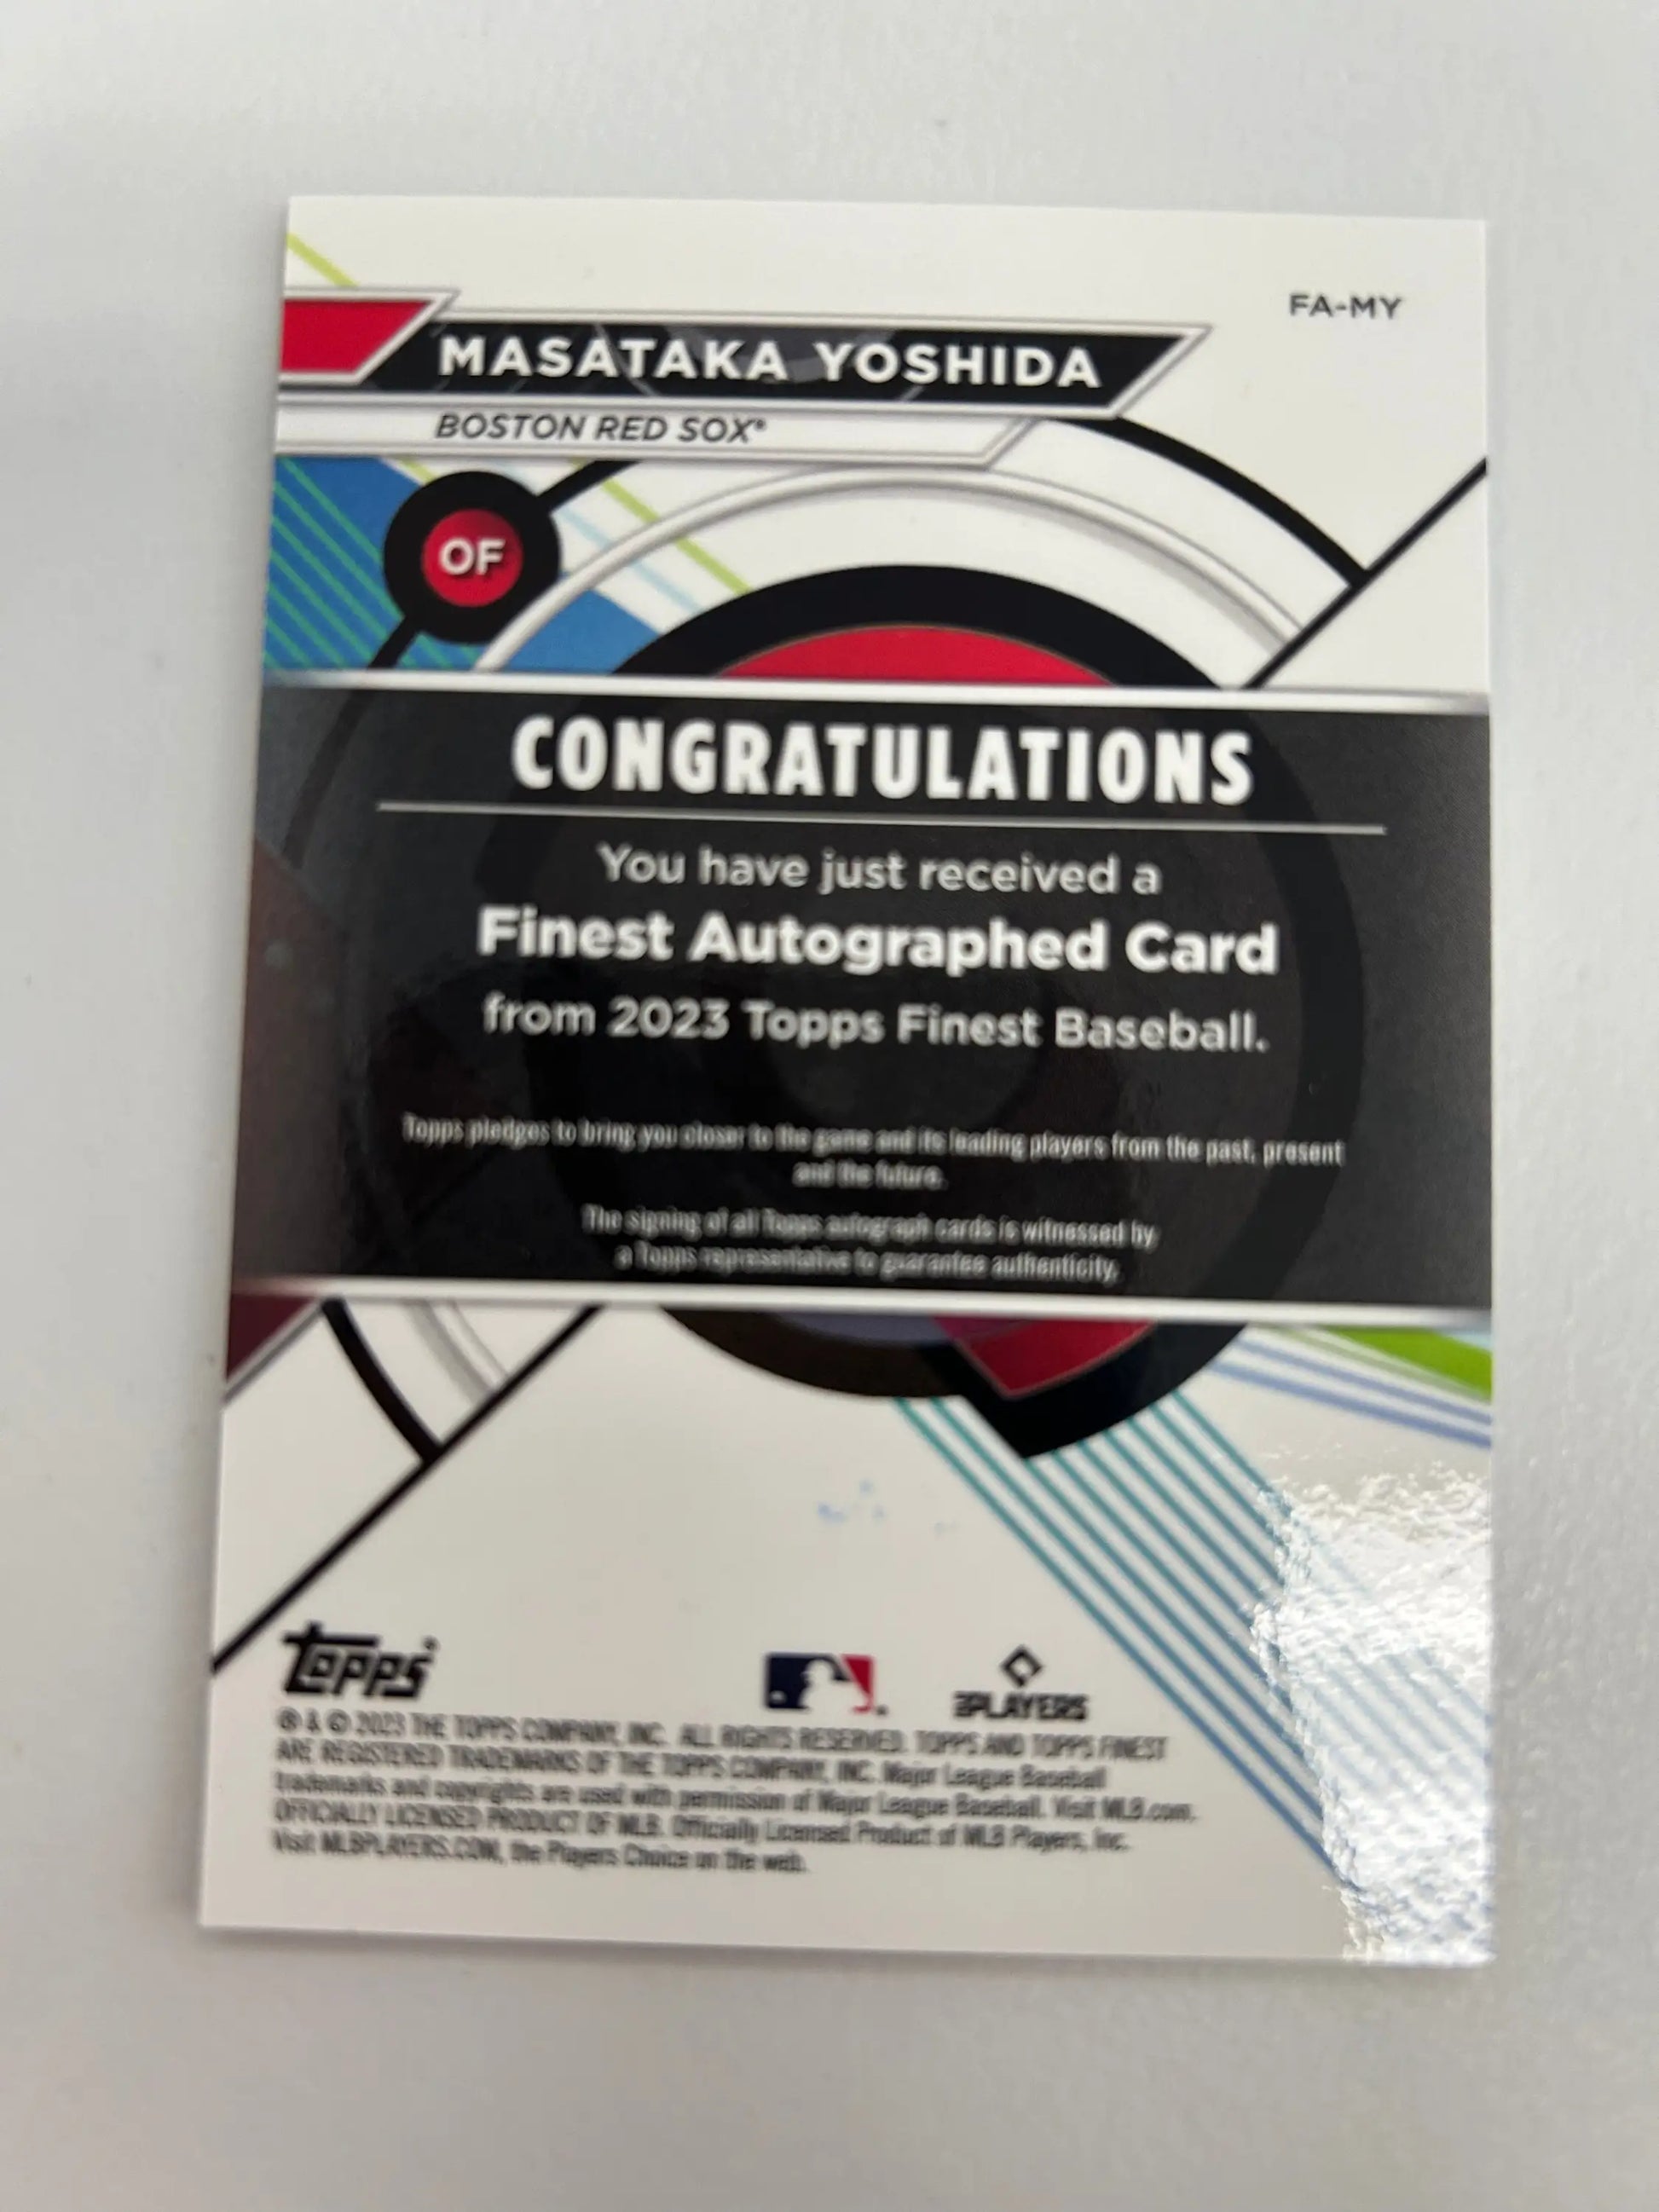 FA-MY
MASATAKA YOSHIDA
BOSTON RED SOX®
OF
CONGRATULATIONS
You have just received a
Finest Autographed Card
from 2023 Topps Finest Baseball.
Topps pledges to bring you closer to the game and its leading players from the past, present
and the future.
The signing of all Topps autograph cards is witnessed by
a Topps representative to guarantee authenticity.
topps
PLAYERS
® & © 2023 THE TOPPS COMPANY, INC. ALL RIGHTS RESERVED. TOPPS AND TOPPS FINEST
ARE REGISTERED TRADEMARKS OF THE TOPPS COMPANY, INC. Major League Baseball
trademarks and copyrights are used with permission of Major League Baseball. Visit MLB.com.
OFFICIALLY LICENSED PRODUCT OF MLB. Officially Licensed Product of MLB Players, Inc.
Visit MLBPLAYERS.COM, the Players Choice on the web.